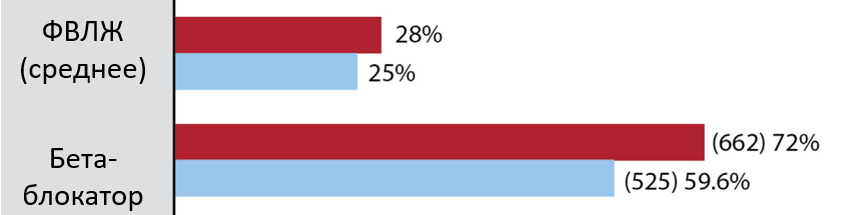 ФВЛЖ
(среднее)
28%
25%
Бета-
блокатор
(662) 72%
(525) 59.6%